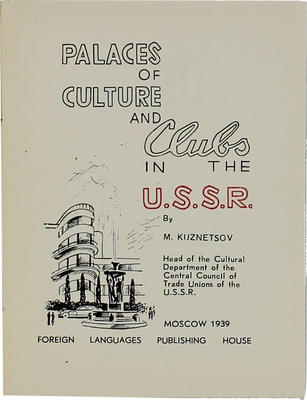 PALACES
OF
CULTURE
AND
Clubs
IN THE
U.S.S.R.
By
M. KUZNETSOV
Head of the Cultural
Department of the
Central Council of
Trade Unions of the
U.S.S.R.
MOSCOW 1939
FOREIGN LANGUAGES PUBLISHING HOUSE